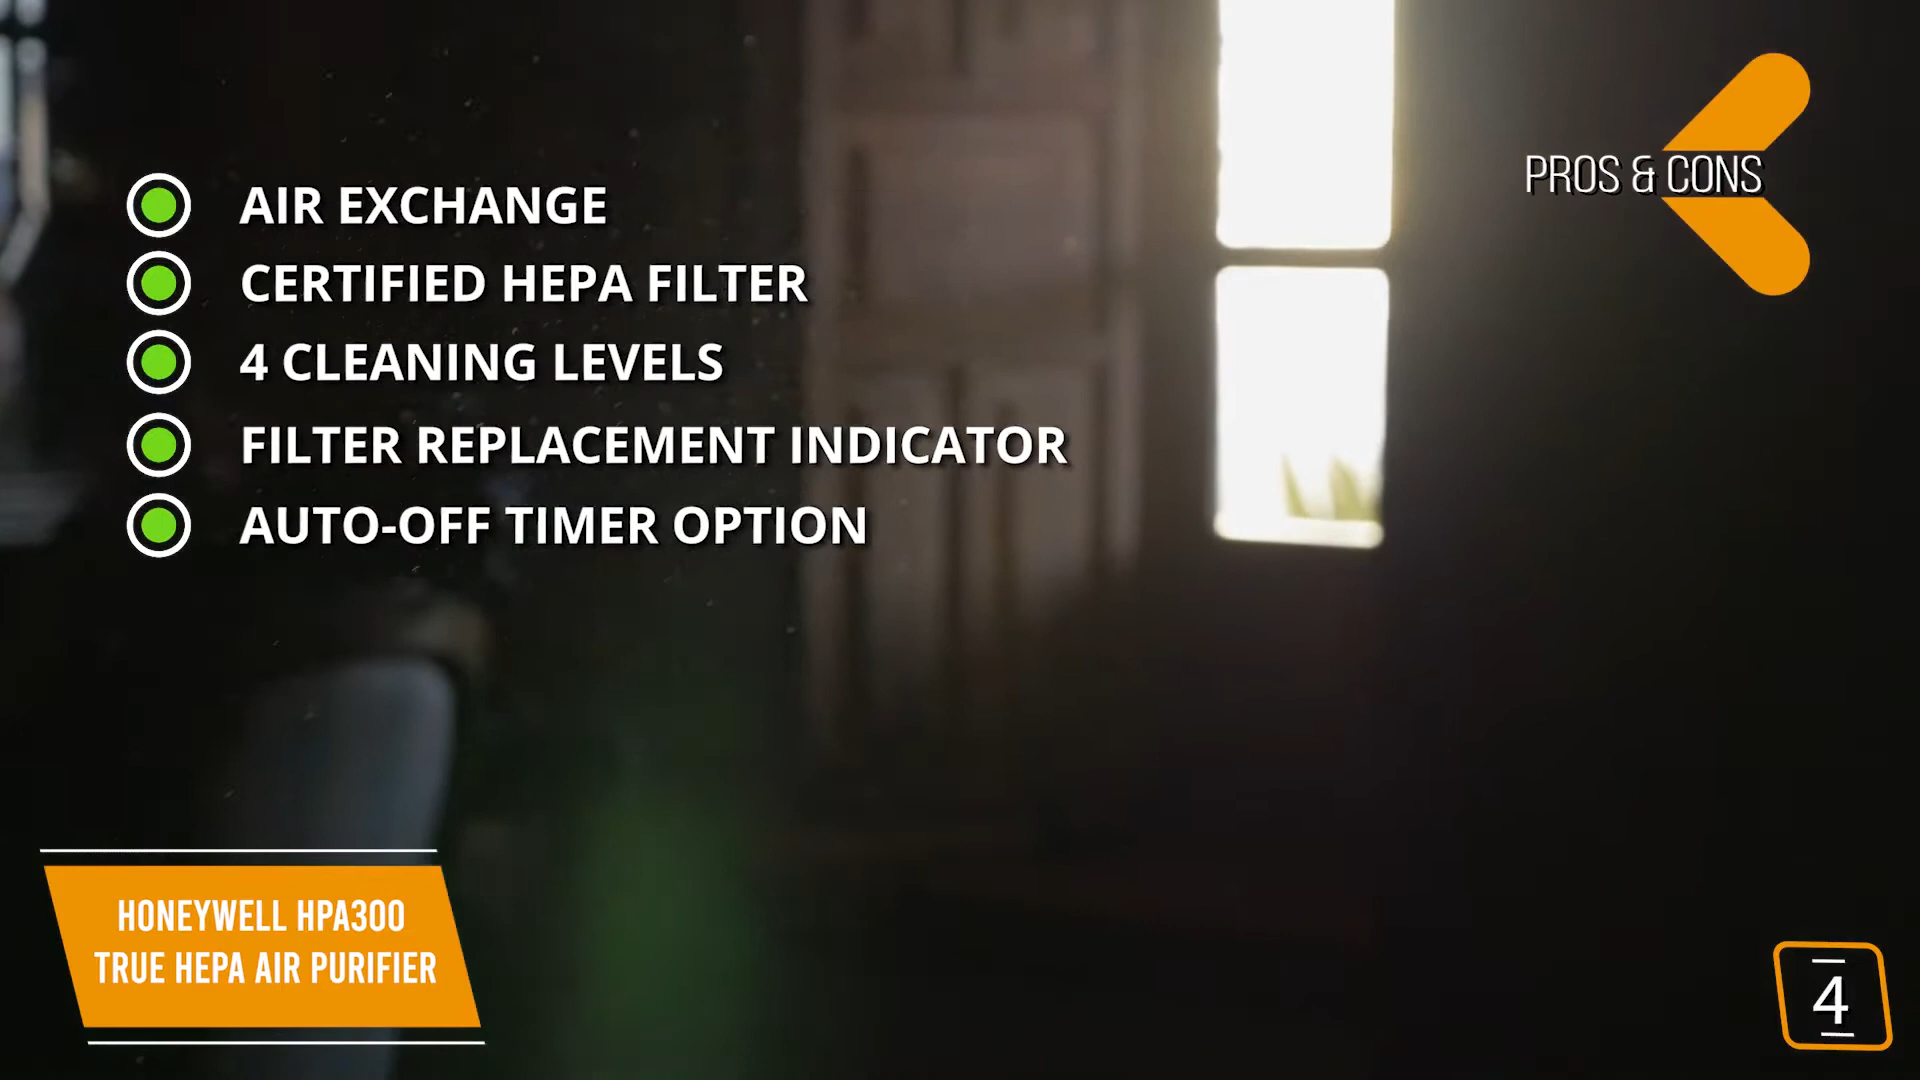 PROS & CONS
AIR EXCHANGE
CERTIFIED HEPA FILTER
4 CLEANING LEVELS
FILTER REPLACEMENT INDICATOR
AUTO-OFF TIMER OPTION
HONEYWELL HPA300
TRUE HEPA AIR PURIFIER
4